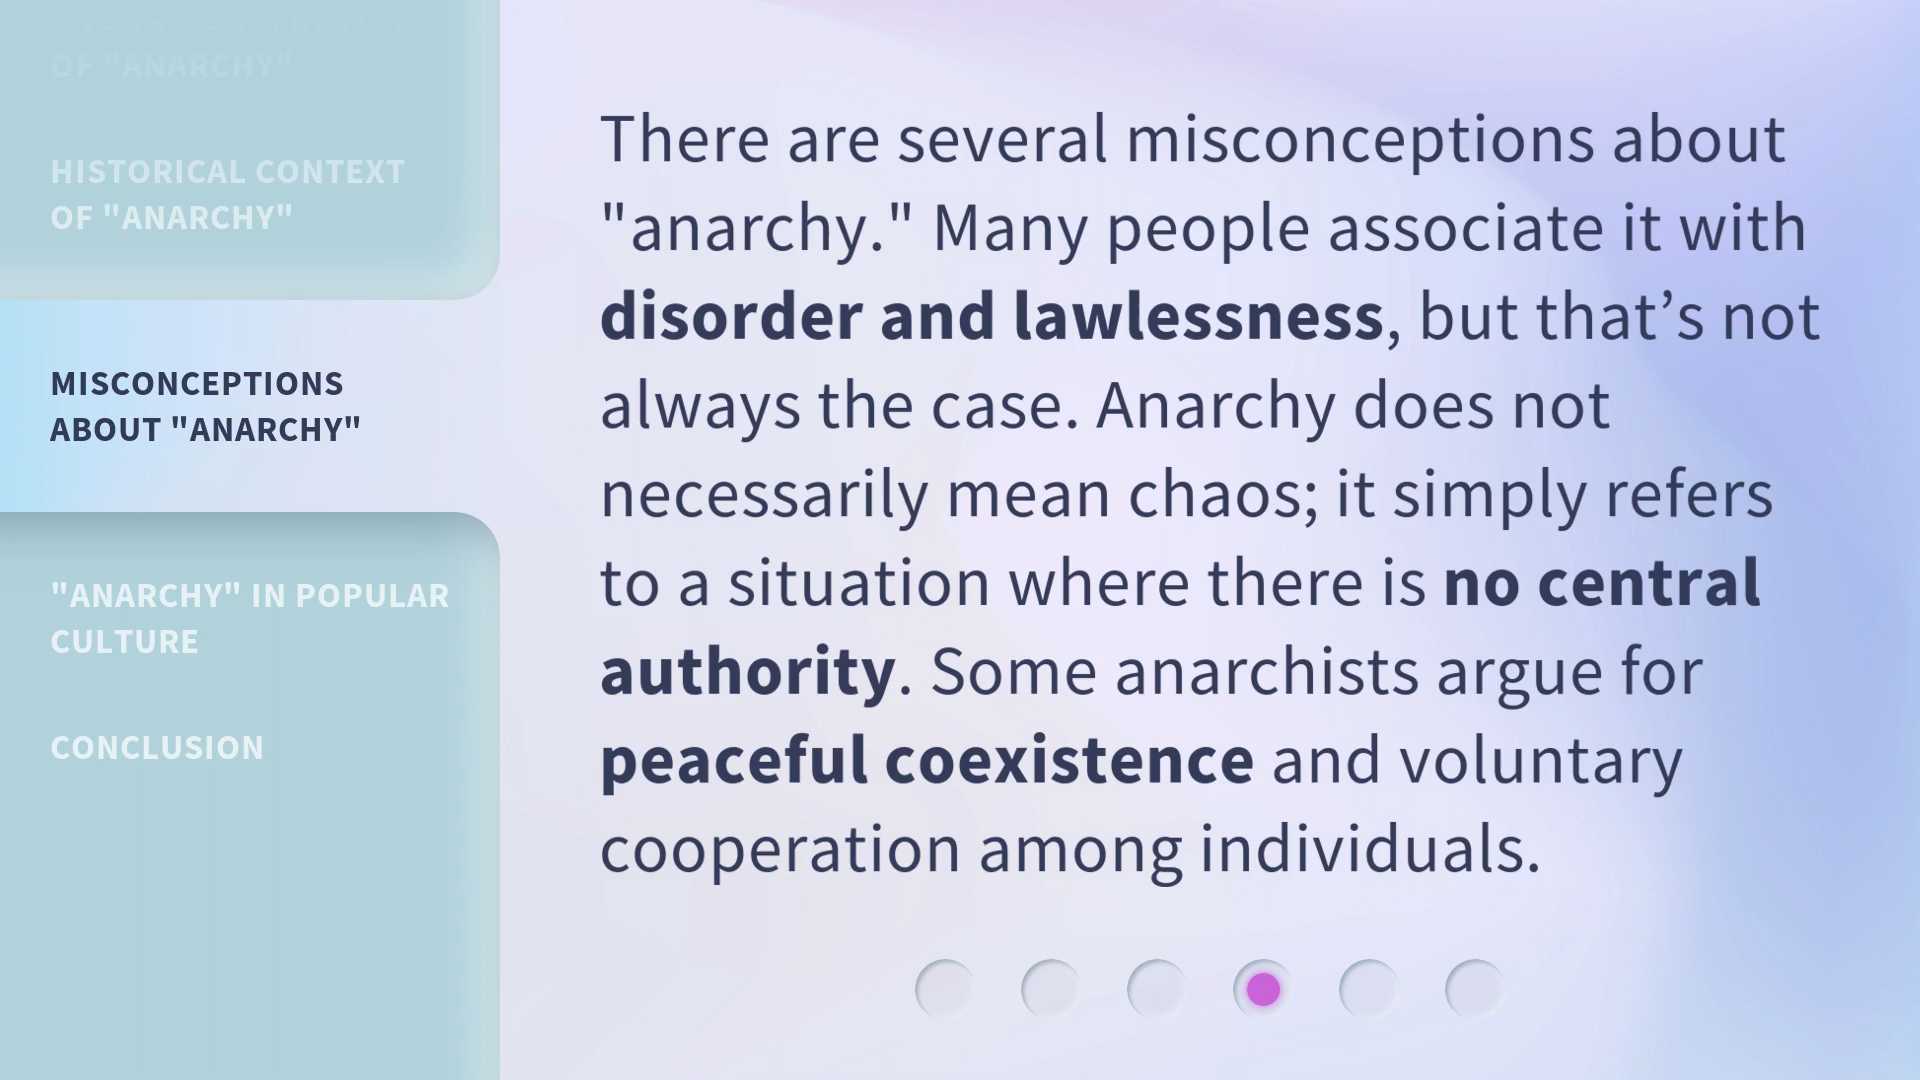 OF "ANARCHY"
HISTORICAL CONTEXT
OF "ANARCHY"
MISCONCEPTIONS
ABOUT "ANARCHY"
"ANARCHY" IN POPULAR
CULTURE
CONCLUSION
There are several misconceptions about
"anarchy." Many people associate it with
disorder and lawlessness, but that’s not
always the case. Anarchy does not
necessarily mean chaos; it simply refers
to a situation where there is no central
authority. Some anarchists argue for
peaceful coexistence and voluntary
cooperation among individuals.